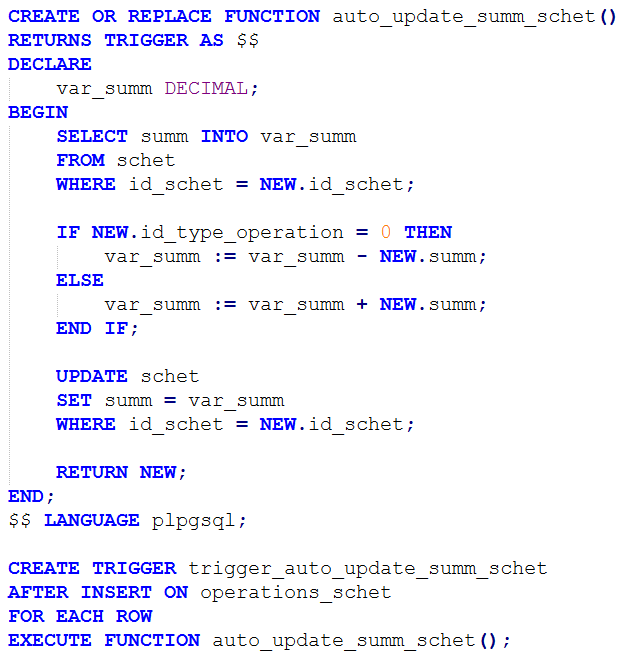 CREATE OR REPLACE FUNCTION auto_update_summ_schet()
RETURNS TRIGGER AS $$
DECLARE
    var_summ DECIMAL;
BEGIN
    SELECT summ INTO var_summ
    FROM schet
    WHERE id_schet = NEW.id_schet;

    IF NEW.id_type_operation = 0 THEN
        var_summ := var_summ - NEW.summ;
    ELSE
        var_summ := var_summ + NEW.summ;
    END IF;

    UPDATE schet
    SET summ = var_summ
    WHERE id_schet = NEW.id_schet;

    RETURN NEW;
END;
$$ LANGUAGE plpgsql;

CREATE TRIGGER trigger_auto_update_summ_schet
AFTER INSERT ON operations_schet
FOR EACH ROW
EXECUTE FUNCTION auto_update_summ_schet();